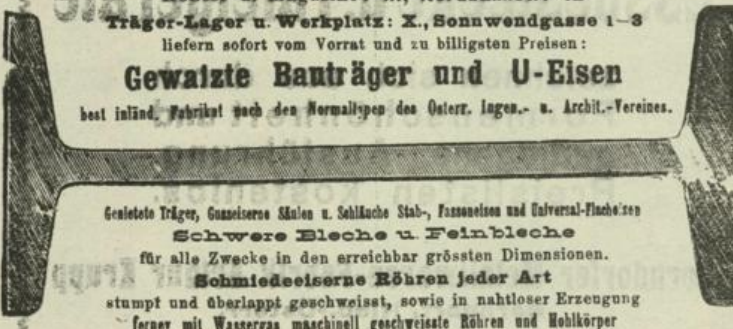 Träger-Lager u. Werkplatz: X., Sonnwendgasse 1–3
liefern sofort vom Vorrat und zu billigsten Preisen:
Gewalzte Bauträger und U-Eisen
best inländ. Fabrikat nach den Normaltypen des Österr. Ingen.- u. Archit.-Vereines.
Genietete Träger, Gusseiserne Säulen u. Schläuche Stab-, Fassoneisen und Universal-Flacheisen
Schwere Bleche u. Feinbleche
für alle Zwecke in den erreichbar grössten Dimensionen.
Schmiedeeiserne Röhren jeder Art
stumpf und überlappt geschweisst, sowie in nahtloser Erzeugung
ferner mit Wassergas maschinell geschweisste Röhren und Hohlkörper